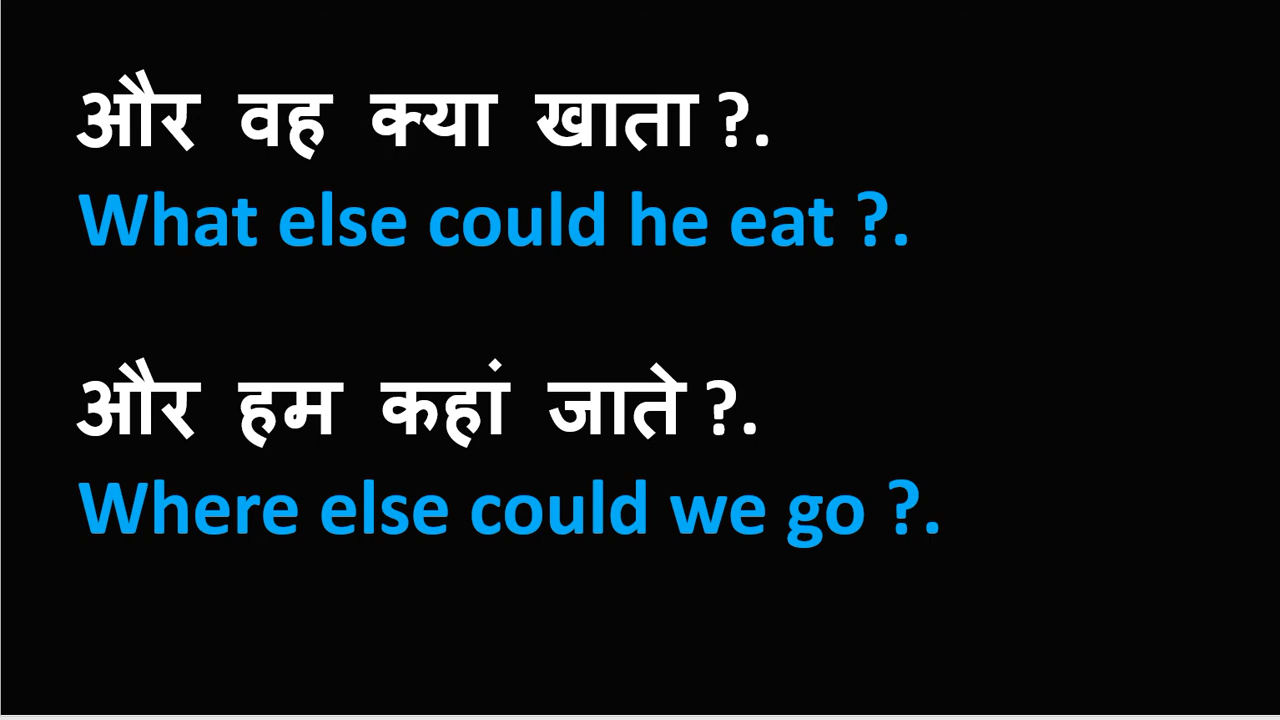 और वह क्या खाता ?.
What else could he eat ?.
और हम कहां जाते ?.
Where else could we go ?.